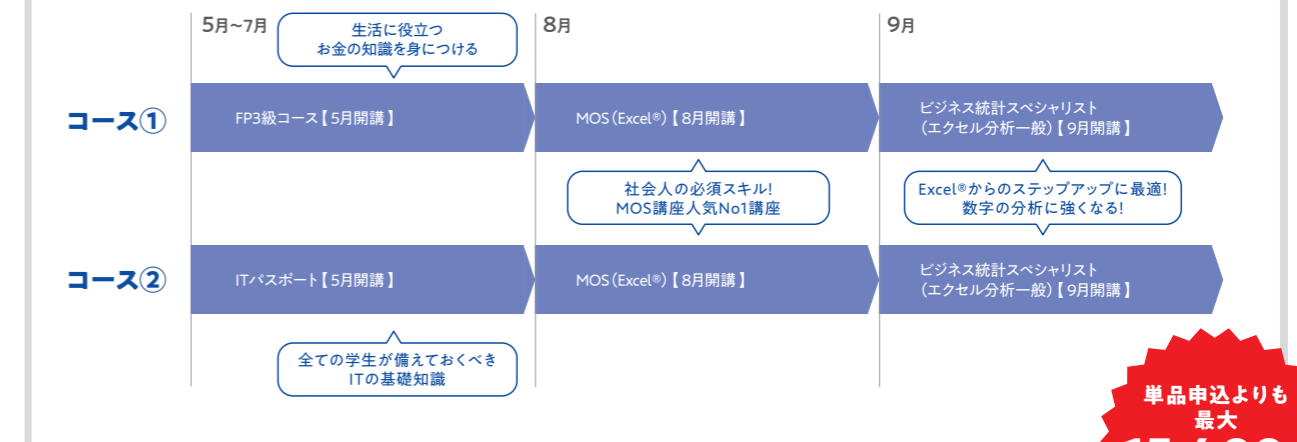 5月~7月
8月
9月
生活に役立つ
お金の知識を身につける
コース①
FP3級コース【5月開講】
MOS(Excel®)【8月開講】
ビジネス統計スペシャリスト
(エクセル分析一般)【9月開講】
社会人の必須スキル!
MOS講座人気No1講座
Excel®からのステップアップに最適!
数字の分析に強くなる!
コース②
ITパスポート【5月開講】
MOS(Excel®)【8月開講】
ビジネス統計スペシャリスト
(エクセル分析一般)【9月開講】
全ての学生が備えておくべき
ITの基礎知識
単品申込よりも
最大